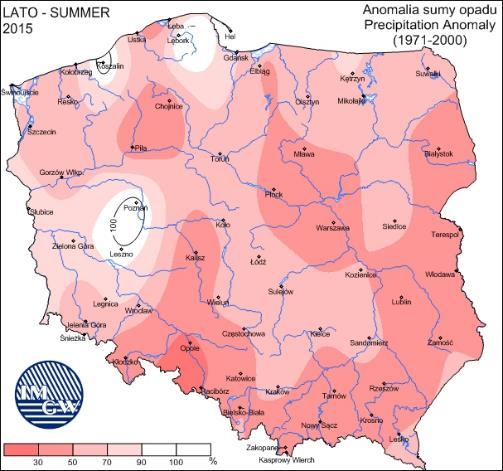 LATO - SUMMER
2015
Anomalia sumy opadu
Precipitation Anomaly
(1971-2000)
Łeba
Ustka
Lębork
Hel
Kołobrzeg
Koszalin
Gdańsk
Elbląg
Kętrzyn
Suwałki
Świnoujście
Resko
Chojnice
Olsztyn
Mikołajki
Szczecin
Piła
Toruń
Mława
Białystok
Gorzów Wlkp.
Słubice
Poznań
100
Płock
Koło
Warszawa
Siedlce
Terespol
Zielona Góra
Leszno
Kalisz
Łódź
Kozienice
Włodawa
Legnica
Wrocław
Wieluń
Sulejów
Lublin
Jelenia Góra
Śnieżka
Częstochowa
Kielce
Sandomierz
Zamość
Kłodzko
Opole
Racibórz
Katowice
Kraków
Tarnów
Rzeszów
Bielsko-Biała
Nowy Sącz
Krosno
Lesko
Zakopane
Kasprowy Wierch
IMGW
30 50 70 90 100 %